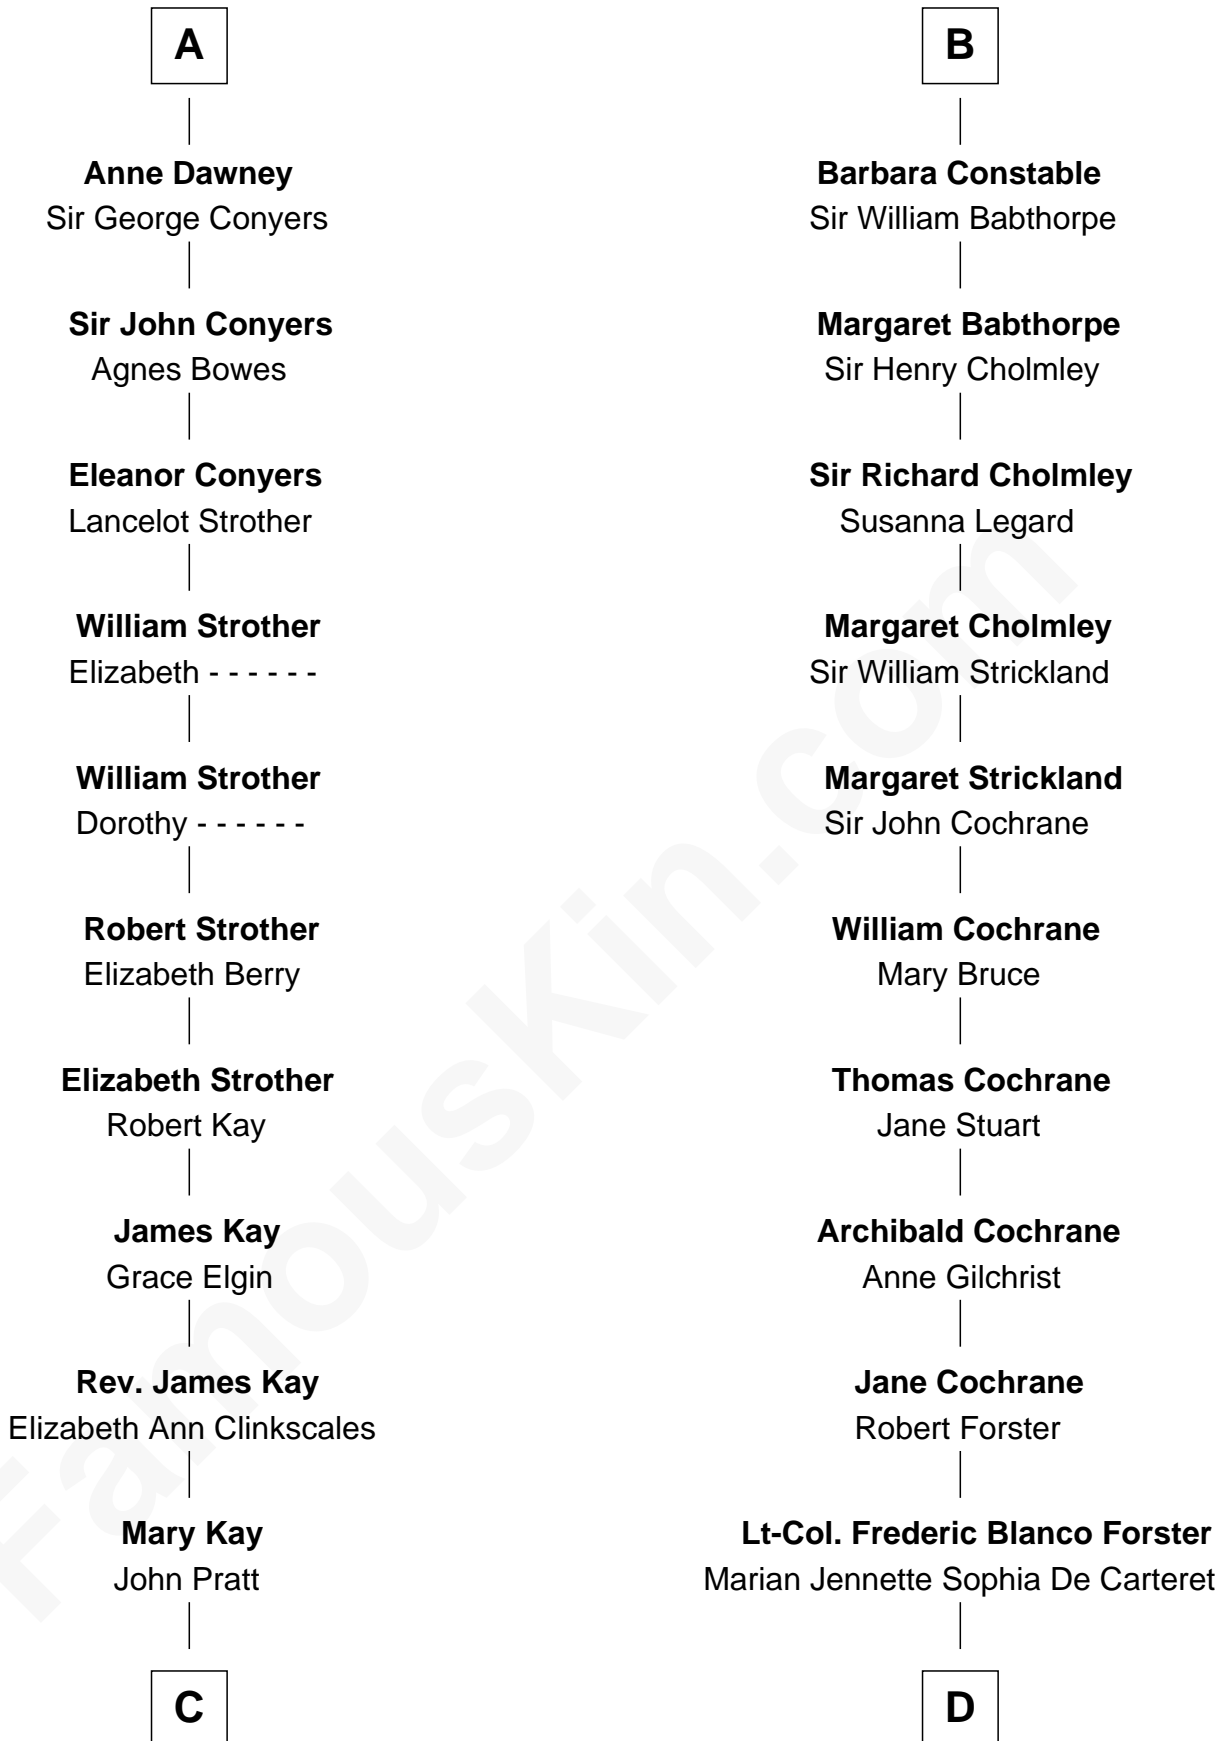 A
Anne Dawney
Sir George Conyers
Sir John Conyers
Agnes Bowes
Eleanor Conyers
Lancelot Strother
William Strother
Elizabeth - - - - - -
William Strother
Dorothy - - - - - -
Robert Strother
Elizabeth Berry
Elizabeth Strother
Robert Kay
James Kay
Grace Elgin
Rev. James Kay
Elizabeth Ann Clinkscales
Mary Kay
John Pratt
C
B
Barbara Constable
Sir William Babthorpe
Margaret Babthorpe
Sir Henry Cholmley
Sir Richard Cholmley
Susanna Legard
Margaret Cholmley
Sir William Strickland
Margaret Strickland
Sir John Cochrane
William Cochrane
Mary Bruce
Thomas Cochrane
Jane Stuart
Archibald Cochrane
Anne Gilchrist
Jane Cochrane
Robert Forster
Lt-Col. Frederic Blanco Forster
Marian Jennette Sophia De Carteret
D
FamousKin.com